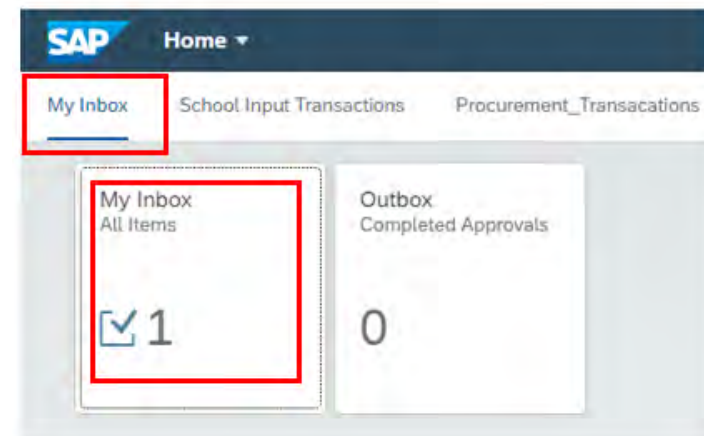 SAP Home
My Inbox School Input Transactions Procurement_Transacations
My Inbox
All Items
1
Outbox
Completed Approvals
0